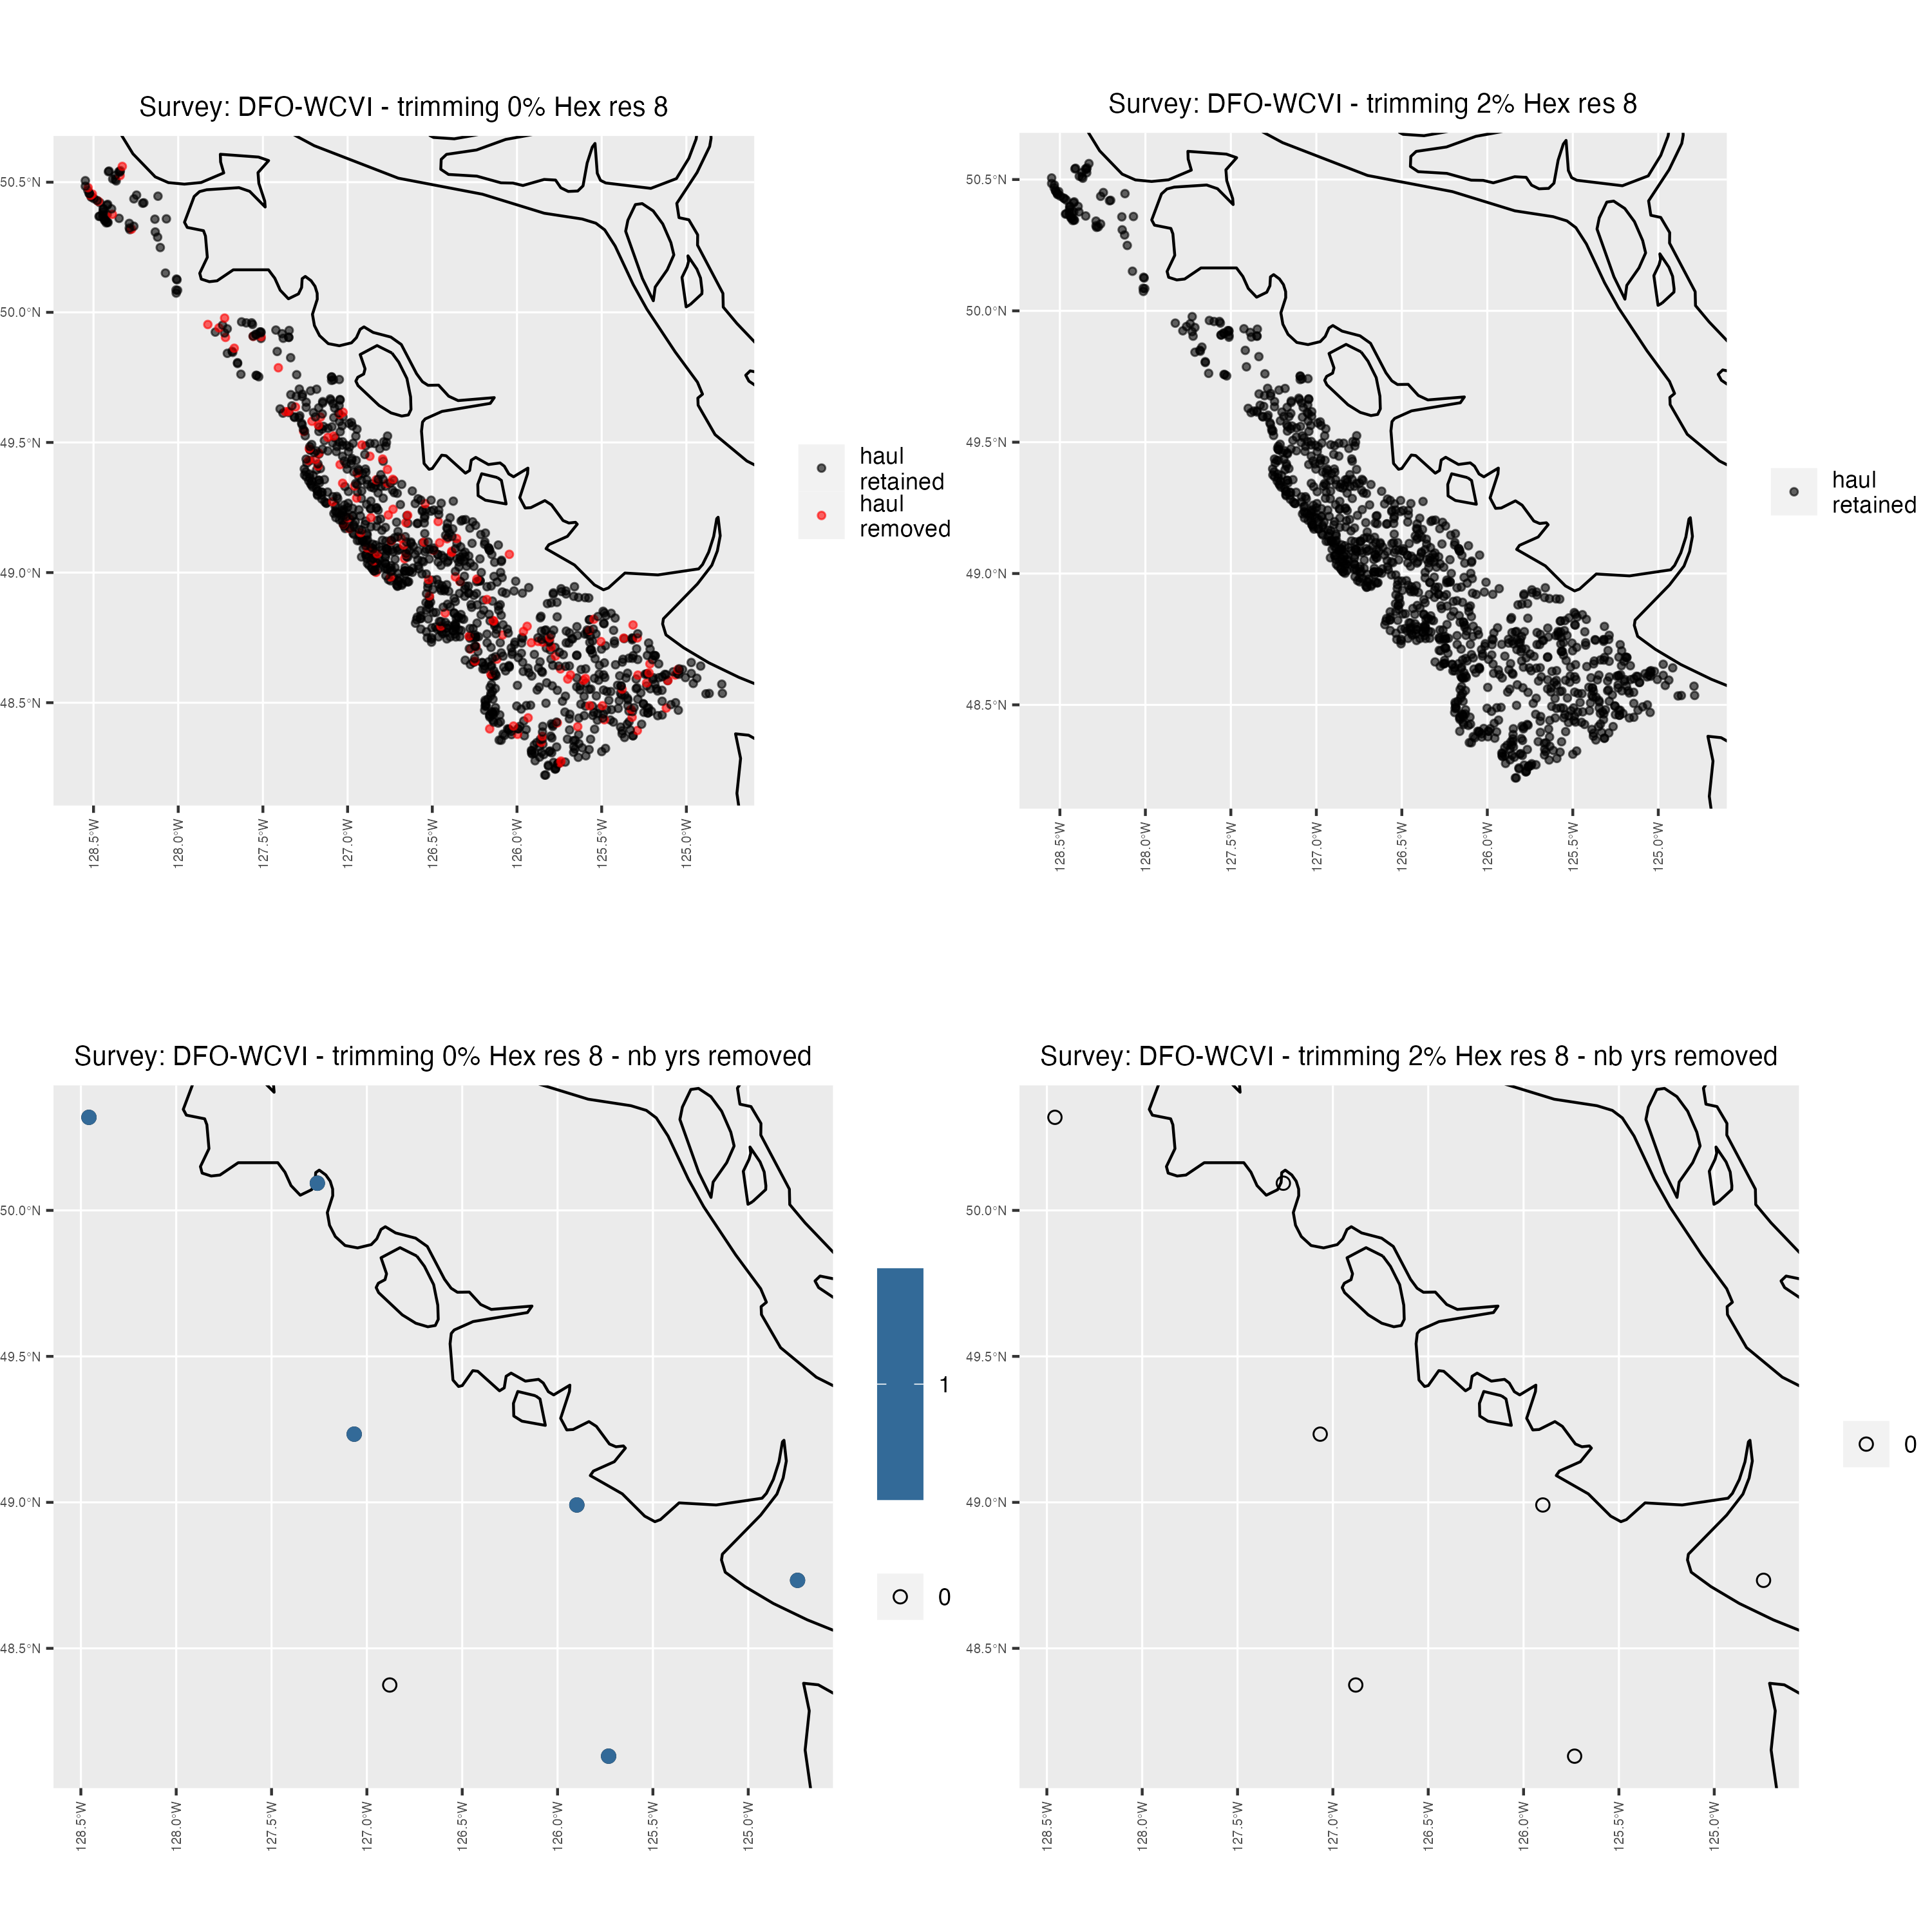 Survey: DFO-WCVI - trimming 0% Hex res 8
50.5°N
50.0°N
49.5°N
49.0°N
48.5°N
128.5°W
128.0°W
127.5°W
127.0°W
126.5°W
126.0°W
125.5°W
125.0°W
haul
retained
haul
removed
Survey: DFO-WCVI - trimming 2% Hex res 8
50.5°N
50.0°N
49.5°N
49.0°N
48.5°N
128.5°W
128.0°W
127.5°W
127.0°W
126.5°W
126.0°W
125.5°W
125.0°W
haul
retained
Survey: DFO-WCVI - trimming 0% Hex res 8 - nb yrs removed
50.0°N
49.5°N
49.0°N
48.5°N
128.5°W
128.0°W
127.5°W
127.0°W
126.5°W
126.0°W
125.5°W
125.0°W
1
0
Survey: DFO-WCVI - trimming 2% Hex res 8 - nb yrs removed
50.0°N
49.5°N
49.0°N
48.5°N
128.5°W
128.0°W
127.5°W
127.0°W
126.5°W
126.0°W
125.5°W
125.0°W
0